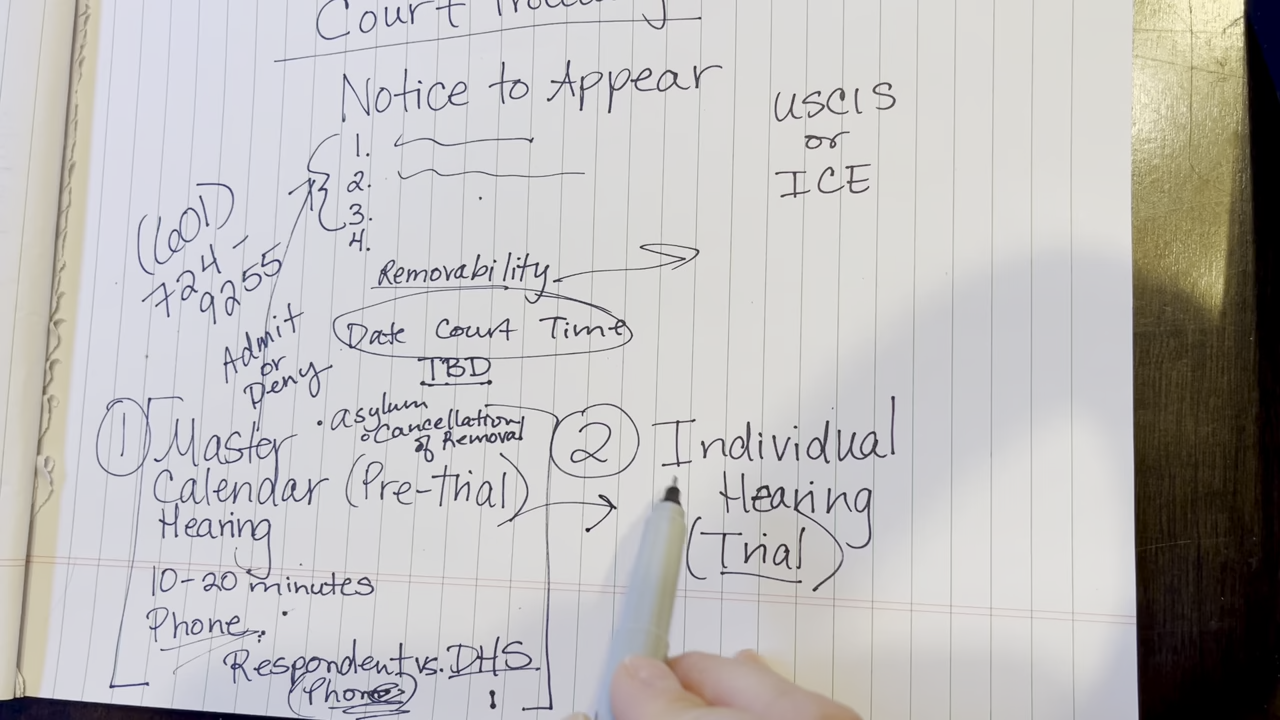 Court
Notice to Appear
USCIS
or
ICE
1.
2.
3.
4.
(601)
724-
9255
Removability
Date Court Time
TBD
Admit
or
Deny
1 Master
Calendar (Pre-trial)
Hearing
• asylum
• Cancellation
of Removal
10-20 minutes
Phone
Respondent vs. DHS
(Phone)
2 Individual
Hearing
(Trial)